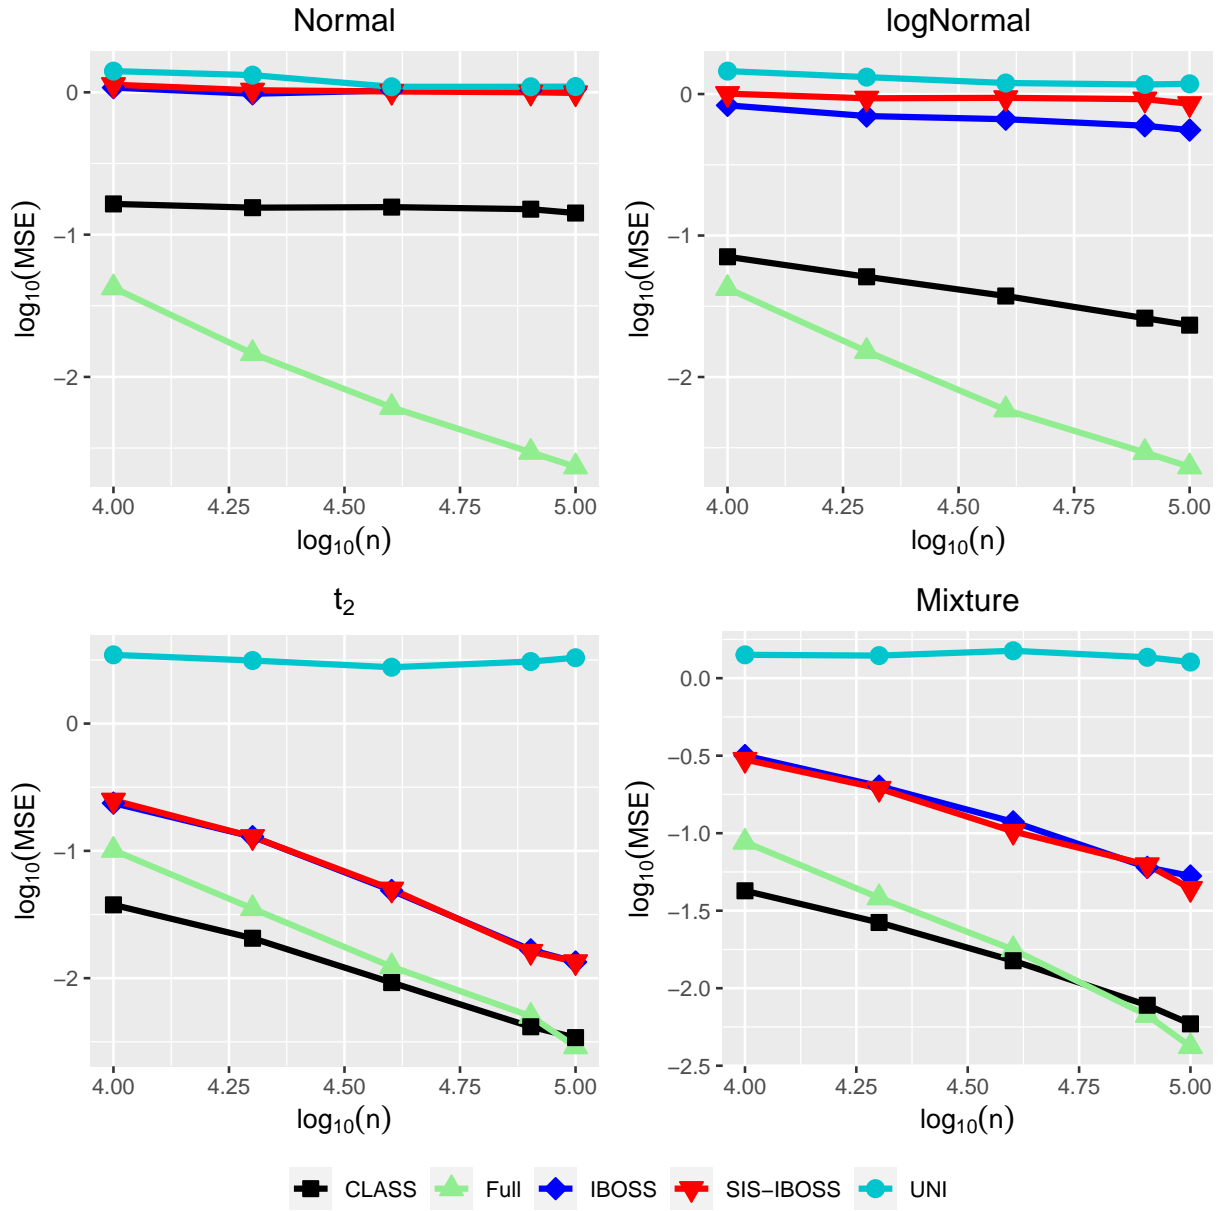 Normal
logNormal
0
−1
−2
log₁₀(MSE)
4.00 4.25 4.50 4.75 5.00
log₁₀(n)
0
−1
−2
log₁₀(MSE)
4.00 4.25 4.50 4.75 5.00
log₁₀(n)
t₂
Mixture
0
−1
−2
log₁₀(MSE)
4.00 4.25 4.50 4.75 5.00
log₁₀(n)
0.0
−0.5
−1.0
−1.5
−2.0
−2.5
log₁₀(MSE)
4.00 4.25 4.50 4.75 5.00
log₁₀(n)
CLASS Full IBOSS SIS−IBOSS UNI